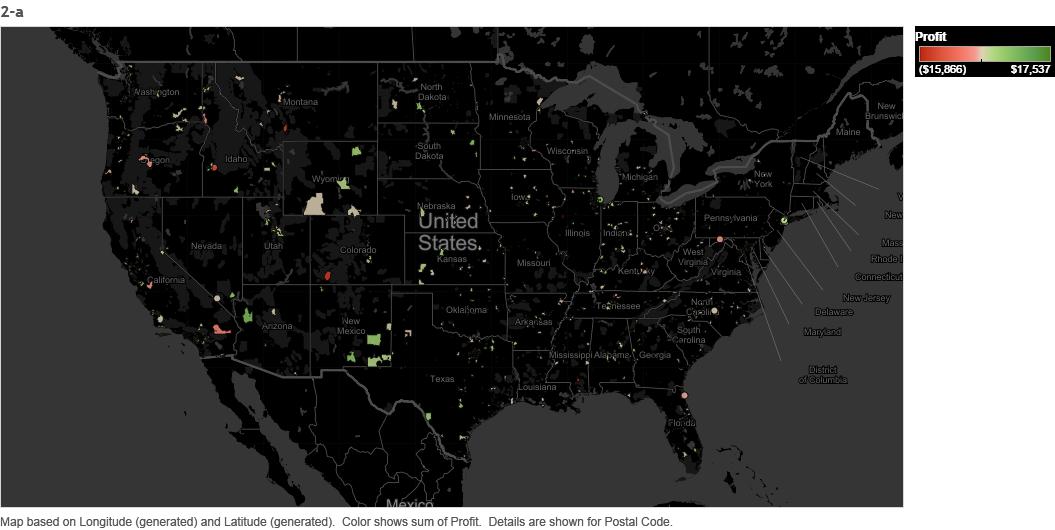 2-a
Profit
($15,866) $17,537
Washington
Montana
North
Dakota
Minnesota
Maine
New
Brunswick
Oregon
Idaho
South
Dakota
Wisconsin
Michigan
New
York
Wyoming
Nebraska
Iowa
Pennsylvania
United
States
Nevada
Utah
Colorado
Kansas
Illinois
West
Virginia
Virginia
Missouri
Kentucky
California
Oklahoma
Arkansas
Tennessee
North
Carolina
Arizona
New
Mexico
South
Carolina
Texas
Mississippi
Alabama
Georgia
Louisiana
Florida
Mexico
V
New
Mass
Rhode I
Connecticut
New Jersey
Delaware
Maryland
District
of Columbia
Map based on Longitude (generated) and Latitude (generated).  Color shows sum of Profit.  Details are shown for Postal Code.